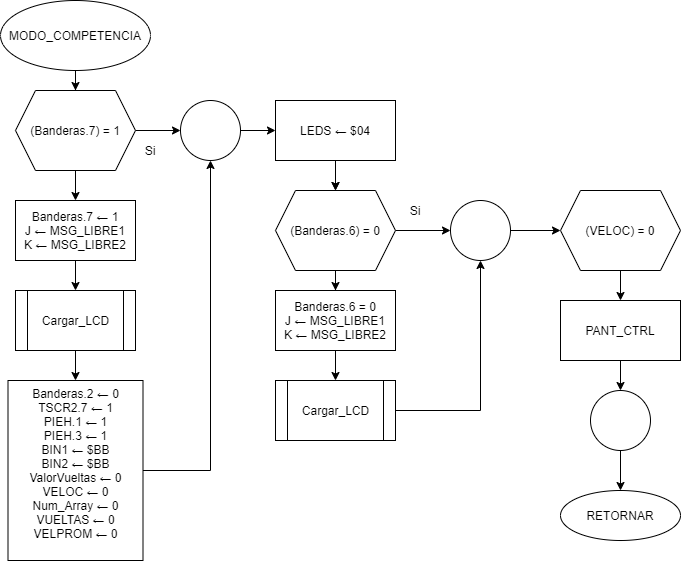 MODO_COMPETENCIA
(Banderas.7) = 1
Si
Banderas.7 ← 1
J ← MSG_LIBRE1
K ← MSG_LIBRE2
Cargar_LCD
Banderas.2 ← 0
TSCR2.7 ← 1
PIEH.1 ← 1
PIEH.3 ← 1
BIN1 ← $BB
BIN2 ← $BB
ValorVueltas ← 0
VELOC ← 0
Num_Array ← 0
VUELTAS ← 0
VELPROM ← 0
LEDS ← $04
(Banderas.6) = 0
Si
Banderas.6 = 0
J ← MSG_LIBRE1
K ← MSG_LIBRE2
Cargar_LCD
(VELOC) = 0
PANT_CTRL
RETORNAR